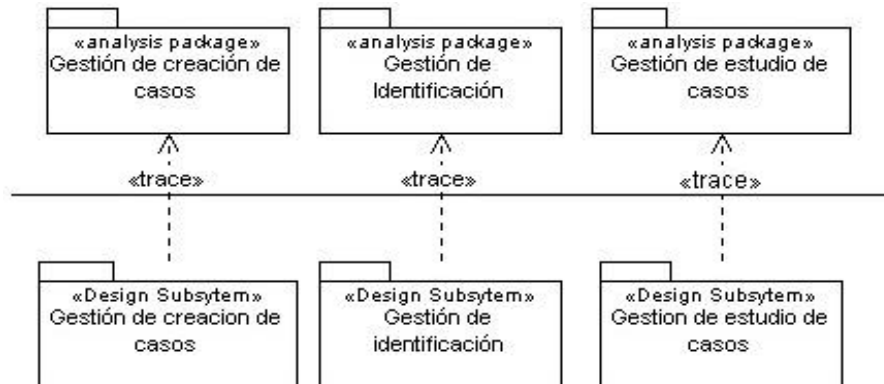 «analysis package»
Gestión de creación de
casos
«analysis package»
Gestión de
Identificación
«analysis package»
Gestión de estudio de
casos
«trace»
«trace»
«trace»
«Design Subsytem»
Gestión de creacion de
casos
«Design Subsytem»
Gestión de
identificación
«Design Subsytem»
Gestion de estudio de
casos